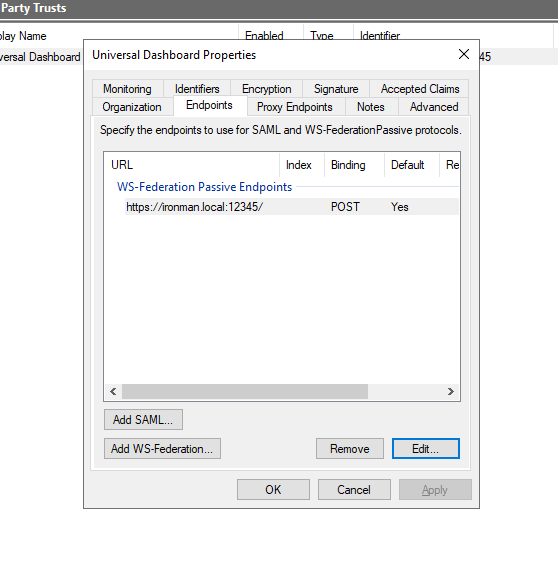 Party Trusts
play Name Enabled Type Identifier
versal Dashboard 45
Universal Dashboard Properties
Monitoring Identifiers Encryption Signature Accepted Claims
Organization Endpoints Proxy Endpoints Notes Advanced
Specify the endpoints to use for SAML and WS-FederationPassive protocols.
URL Index Binding Default Re
WS-Federation Passive Endpoints
https://ironman.local:12345/ POST Yes
Add SAML...
Add WS-Federation... Remove Edit...
OK Cancel Apply